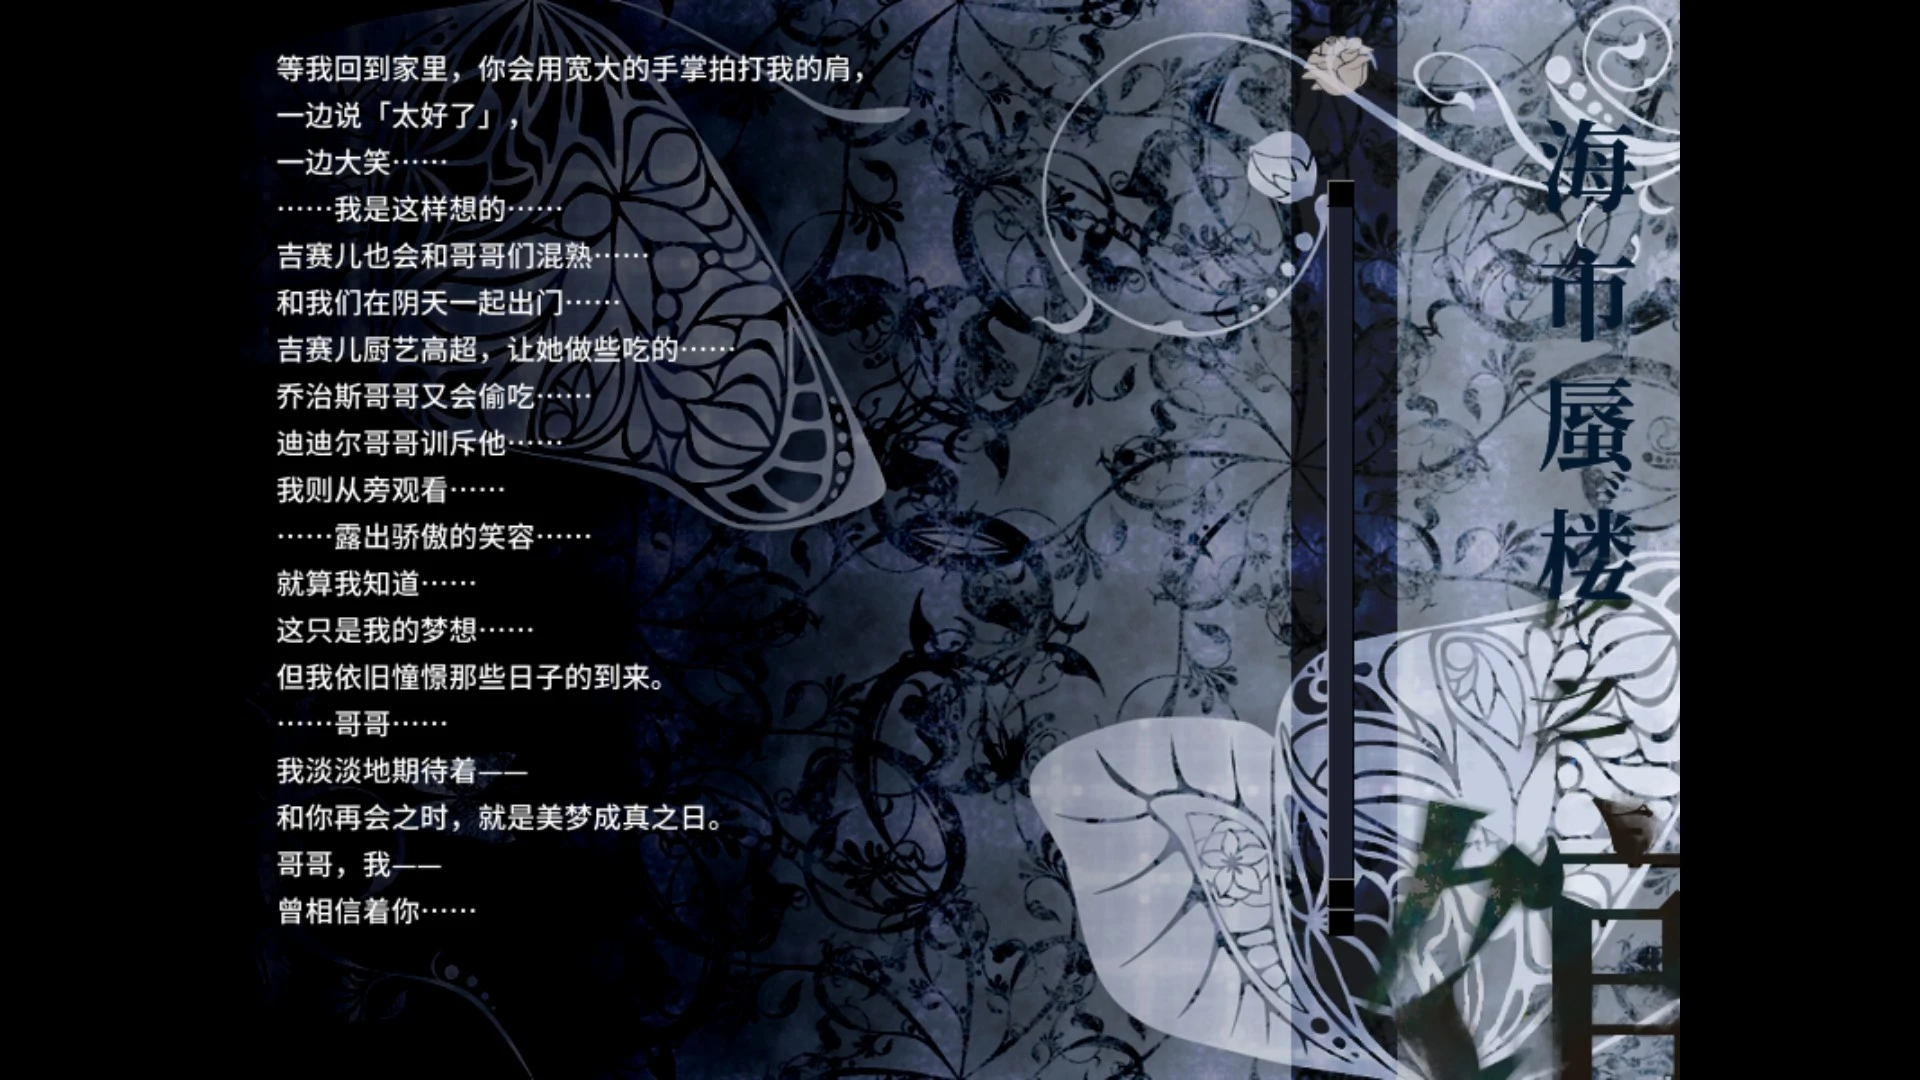 等我回到家里，你会用宽大的手掌拍打我的肩，
一边说「太好了」，
一边大笑……
……我是这样想的……
吉赛儿也会和哥哥们混熟……
和我们在阴天一起出门……
吉赛儿厨艺高超，让她做些吃的……
乔治斯哥哥又会偷吃……
迪迪尔哥哥训斥他……
我则从旁观看……
……露出骄傲的笑容……
就算我知道……
这只是我的梦想……
但我依旧憧憬那些日子的到来。
……哥哥……
我淡淡地期待着——
和你再会之时，就是美梦成真之日。
哥哥，我——
曾相信着你……
海市蜃楼之